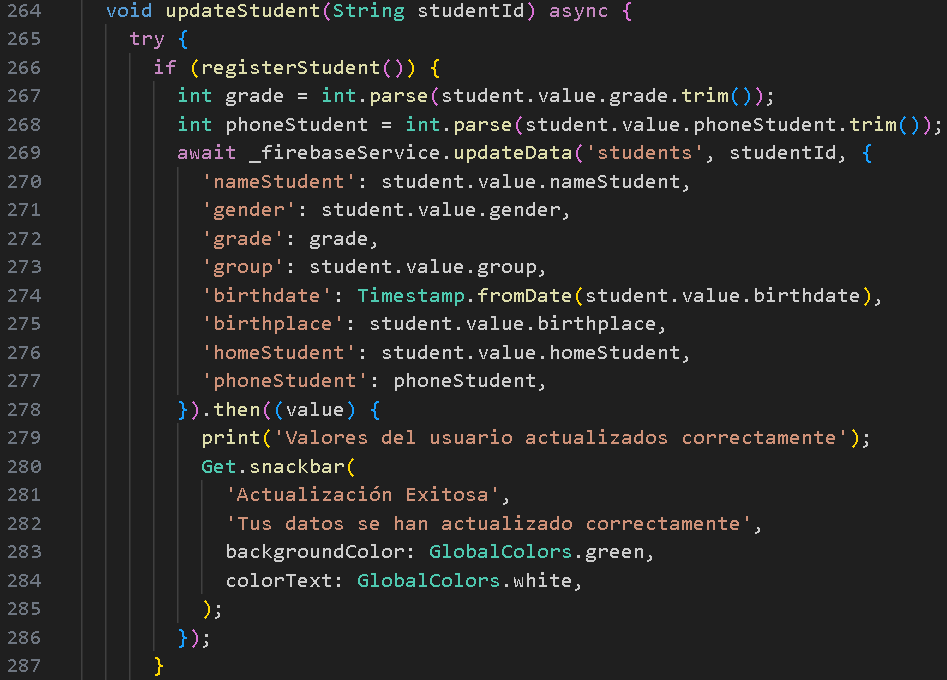 264 void updateStudent(String studentId) async {
265 try {
266 if (registerStudent()) {
267 int grade = int.parse(student.value.grade.trim());
268 int phoneStudent = int.parse(student.value.phoneStudent.trim());
269 await _firebaseService.updateData('students', studentId, {
270 'nameStudent': student.value.nameStudent,
271 'gender': student.value.gender,
272 'grade': grade,
273 'group': student.value.group,
274 'birthdate': Timestamp.fromDate(student.value.birthdate),
275 'birthplace': student.value.birthplace,
276 'homeStudent': student.value.homeStudent,
277 'phoneStudent': phoneStudent,
278 }).then((value) {
279 print('Valores del usuario actualizados correctamente');
280 Get.snackbar(
281 'Actualización Exitosa',
282 'Tus datos se han actualizado correctamente',
283 backgroundColor: GlobalColors.green,
284 colorText: GlobalColors.white,
285 );
286 });
287 }